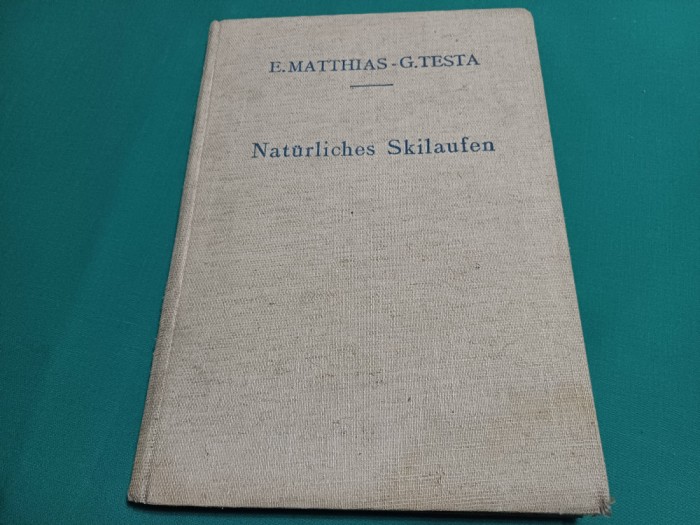 E. MATTHIAS - G. TESTA
Natürliches Skilaufen